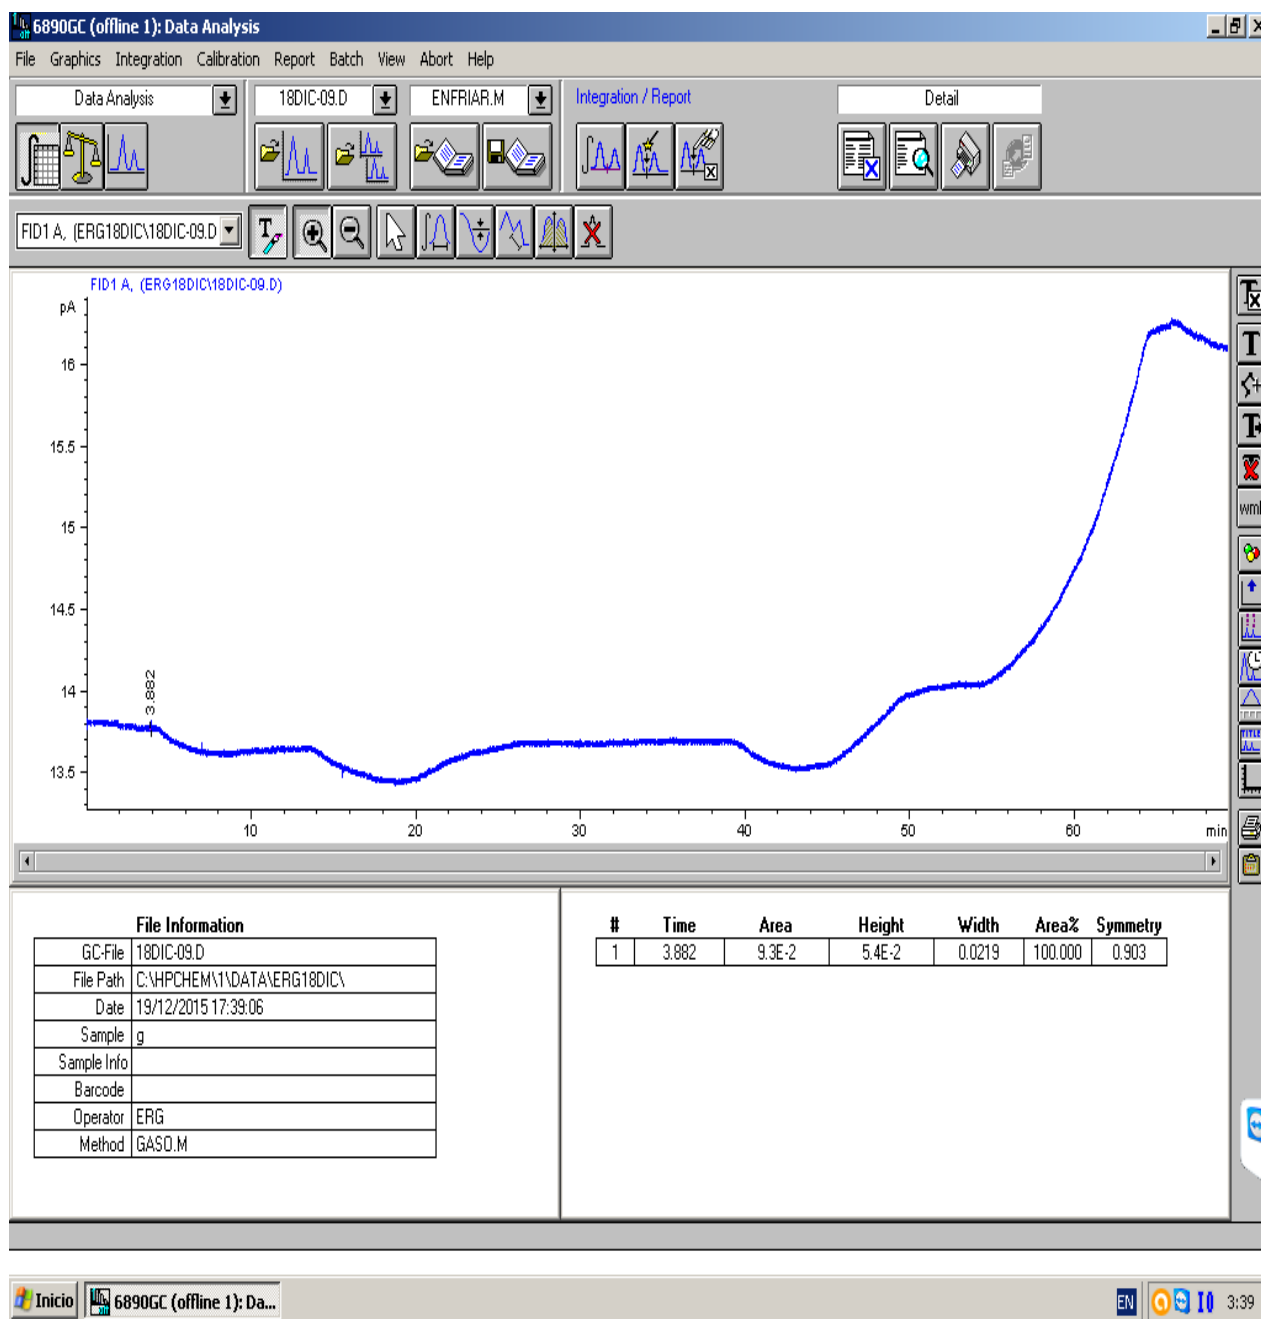 6890GC (offline 1): Data Analysis
File Graphics Integration Calibration Report Batch View Abort Help
Data Analysis 18DIC-09.D ENFRIAR.M Integration / Report Detail
FID1 A, (ERG18DIC\18DIC-09.D
FID1 A, (ERG18DIC\18DIC-09.D)
pA
16
15.5
15
14.5
14
13.5
3.882
10 20 30 40 50 60 min
File Information
GC-File 18DIC-09.D
File Path C:\HPCHEM\1\DATA\ERG18DIC\
Date 19/12/2015 17:39:06
Sample g
Sample Info
Barcode
Operator ERG
Method GASO.M
# Time Area Height Width Area% Symmetry
1 3.882 9.3E-2 5.4E-2 0.0219 100.000 0.903
Inicio 6890GC (offline 1): Da... EN 3:39